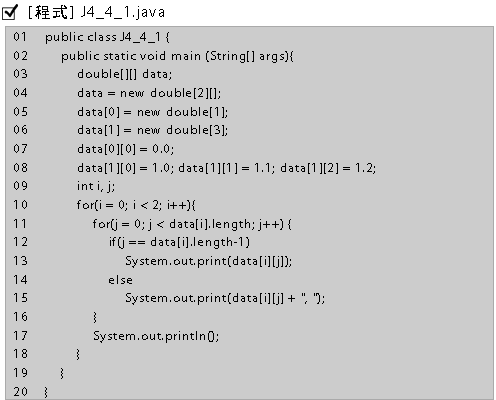 [程式] J4_4_1.java
01 public class J4_4_1 {
02 public static void main (String[] args){
03 double[][] data;
04 data = new double[2][];
05 data[0] = new double[1];
06 data[1] = new double[3];
07 data[0][0] = 0.0;
08 data[1][0] = 1.0; data[1][1] = 1.1; data[1][2] = 1.2;
09 int i, j;
10 for(i = 0; i < 2; i++){
11 for(j = 0; j < data[i].length; j++) {
12 if(j == data[i].length-1)
13 System.out.print(data[i][j]);
14 else
15 System.out.print(data[i][j] + ", ");
16 }
17 System.out.println();
18 }
19 }
20 }